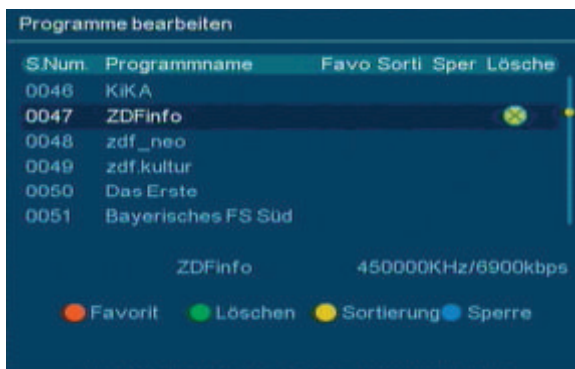 Programme bearbeiten
S.Num. Programmname Favo Sorti Sper Lösche
0046 KiKA
0047 ZDFinfo
0048 zdf_neo
0049 zdf.kultur
0050 Das Erste
0051 Bayerisches FS Süd
ZDFinfo 450000KHz/6900kbps
Favorit Löschen Sortierung Sperre